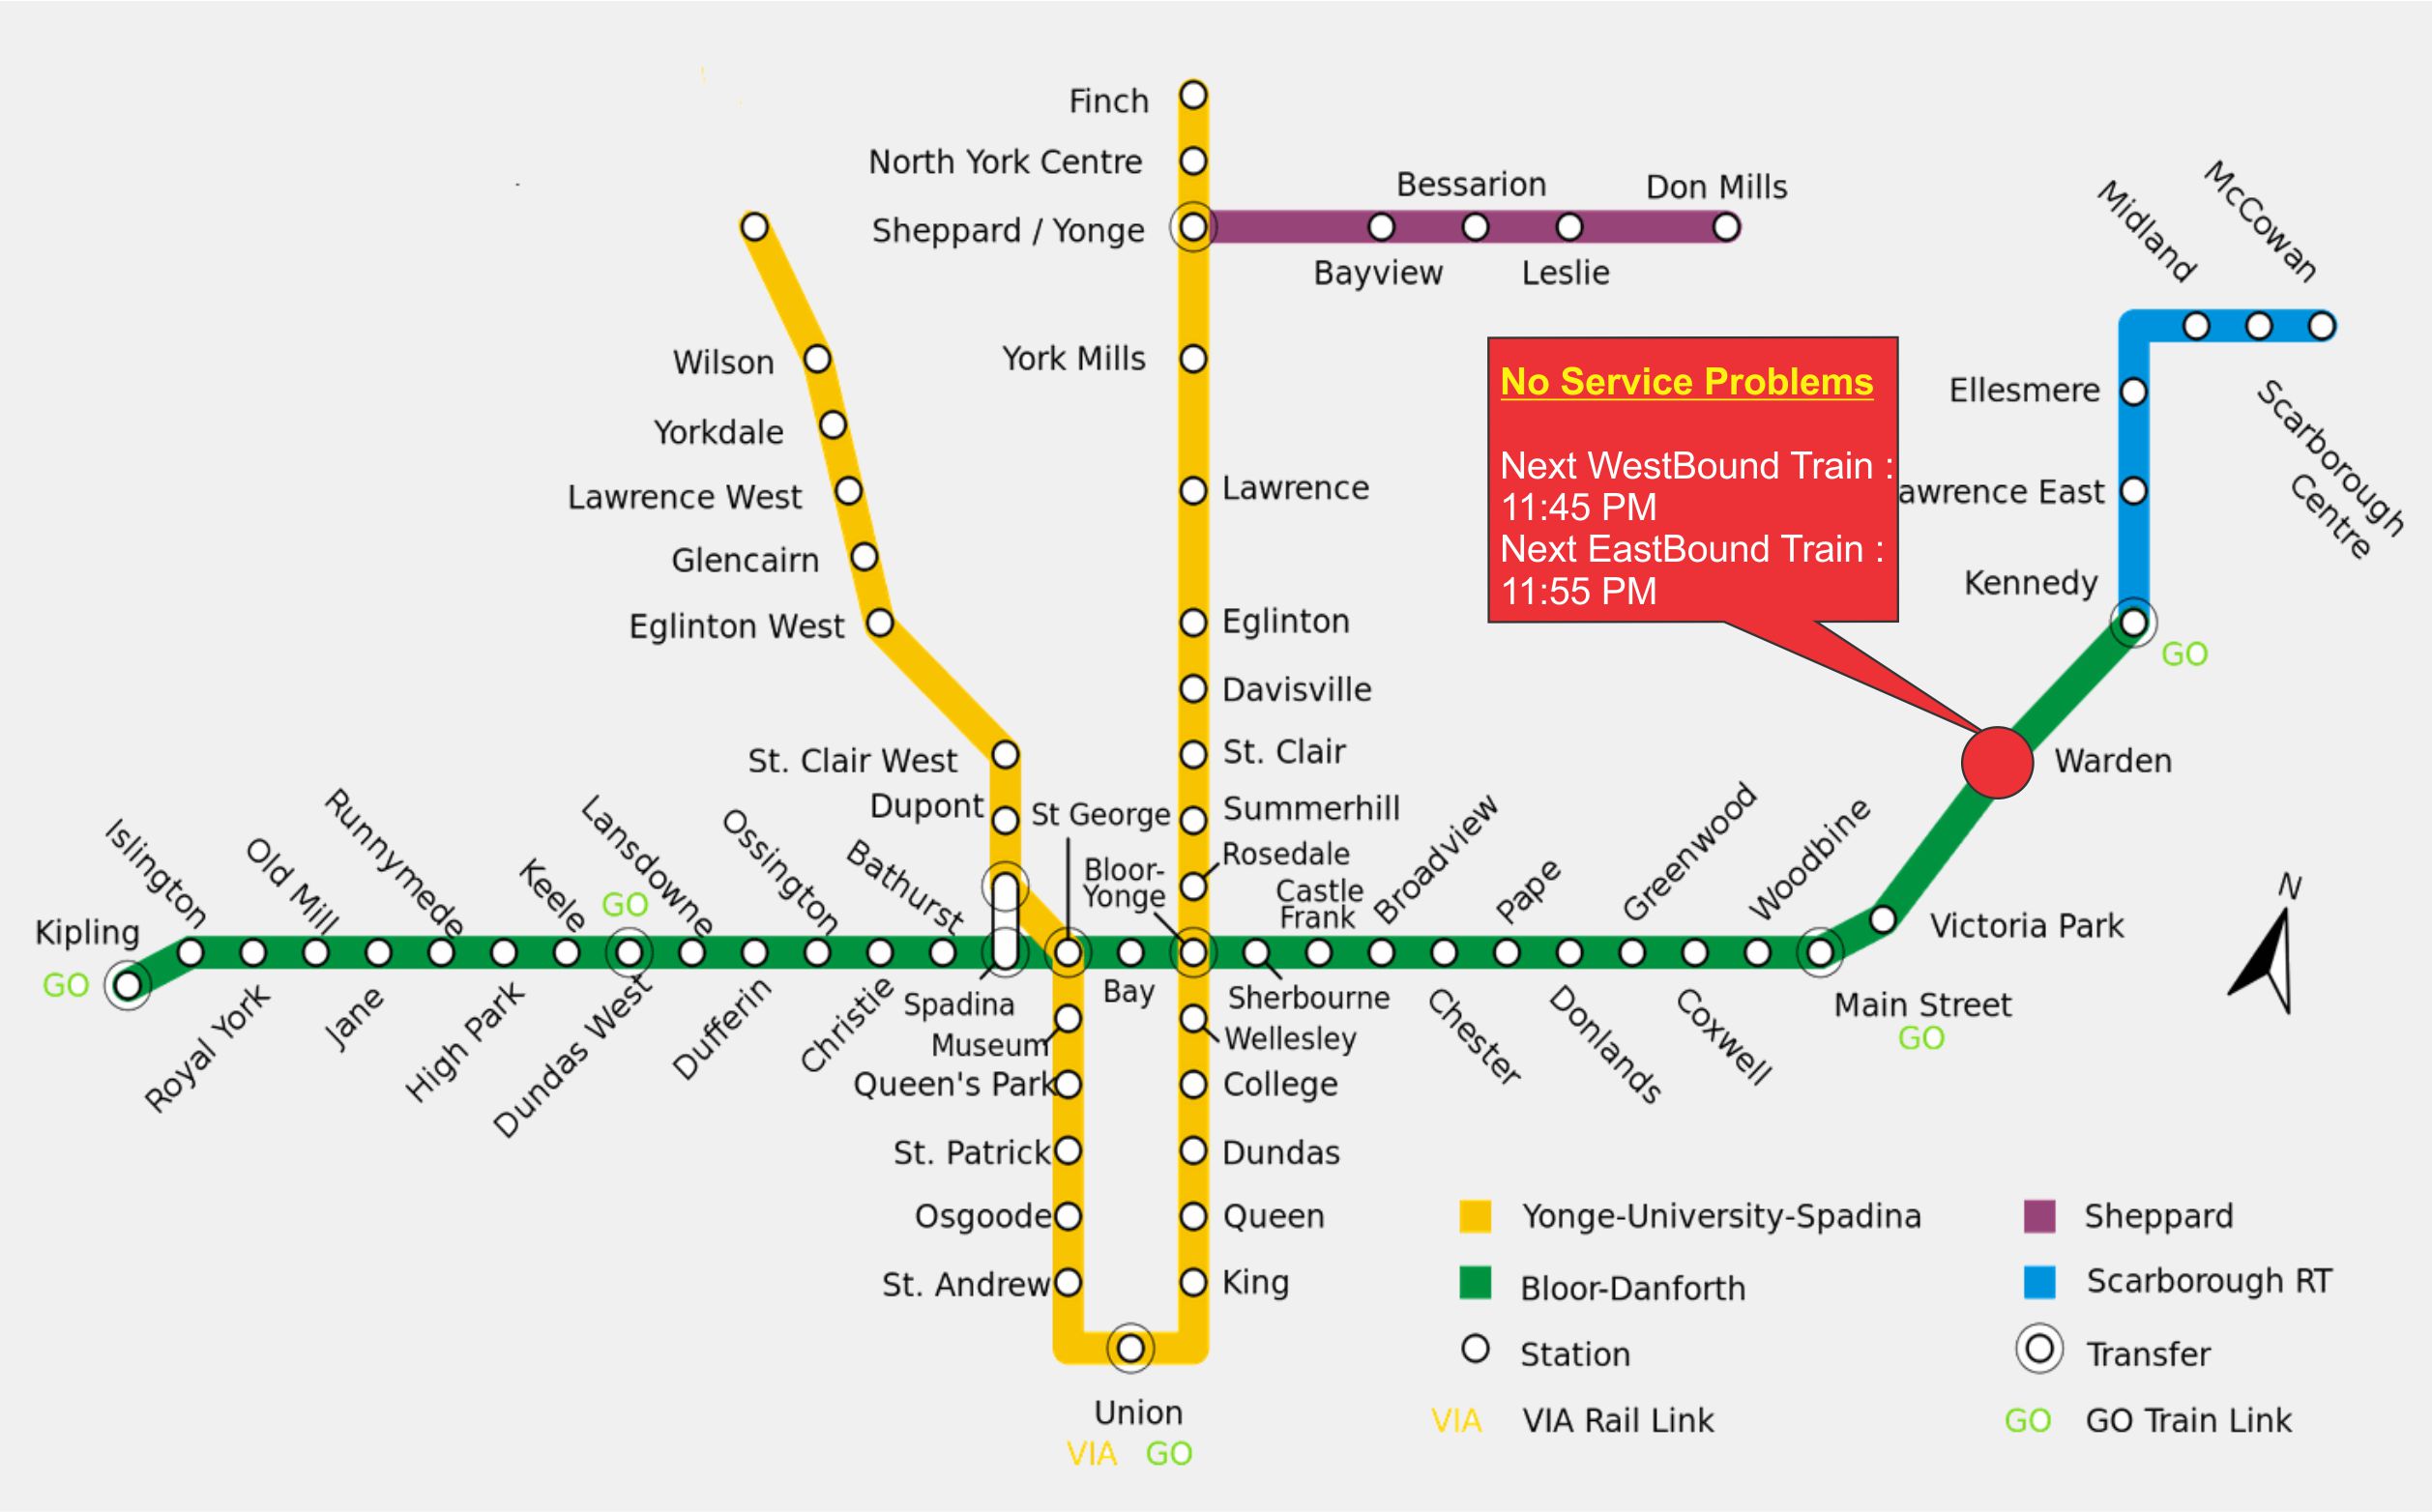 Finch
North York Centre
Sheppard / Yonge
Bessarion
Don Mills
Bayview
Leslie
Midland
McCowan
Scarborough
Centre
Wilson
Yorkdale
Lawrence West
Glencairn
Eglinton West
St. Clair West
Dupont
York Mills
Lawrence
Eglinton
Davisville
St. Clair
Summerhill
Rosedale
No Service Problems
Next WestBound Train :
11:45 PM
Next EastBound Train :
11:55 PM
Ellesmere
awrence East
Kennedy
GO
Warden
Victoria Park
Kipling
GO
Islington
Old Mill
Runnymede
Keele
GO
Lansdowne
Ossington
Bathurst
St George
Bloor-
Yonge
Castle
Frank
Broadview
Pape
Greenwood
Woodbine
Royal York
Jane
High Park
Dundas West
Dufferin
Christie
Spadina
Bay
Sherbourne
Chester
Donlands
Coxwell
Main Street
GO
N
Museum
Queen's Park
St. Patrick
Osgoode
St. Andrew
Wellesley
College
Dundas
Queen
King
Union
VIA GO
Yonge-University-Spadina
Bloor-Danforth
Station
VIA VIA Rail Link
Sheppard
Scarborough RT
Transfer
GO GO Train Link